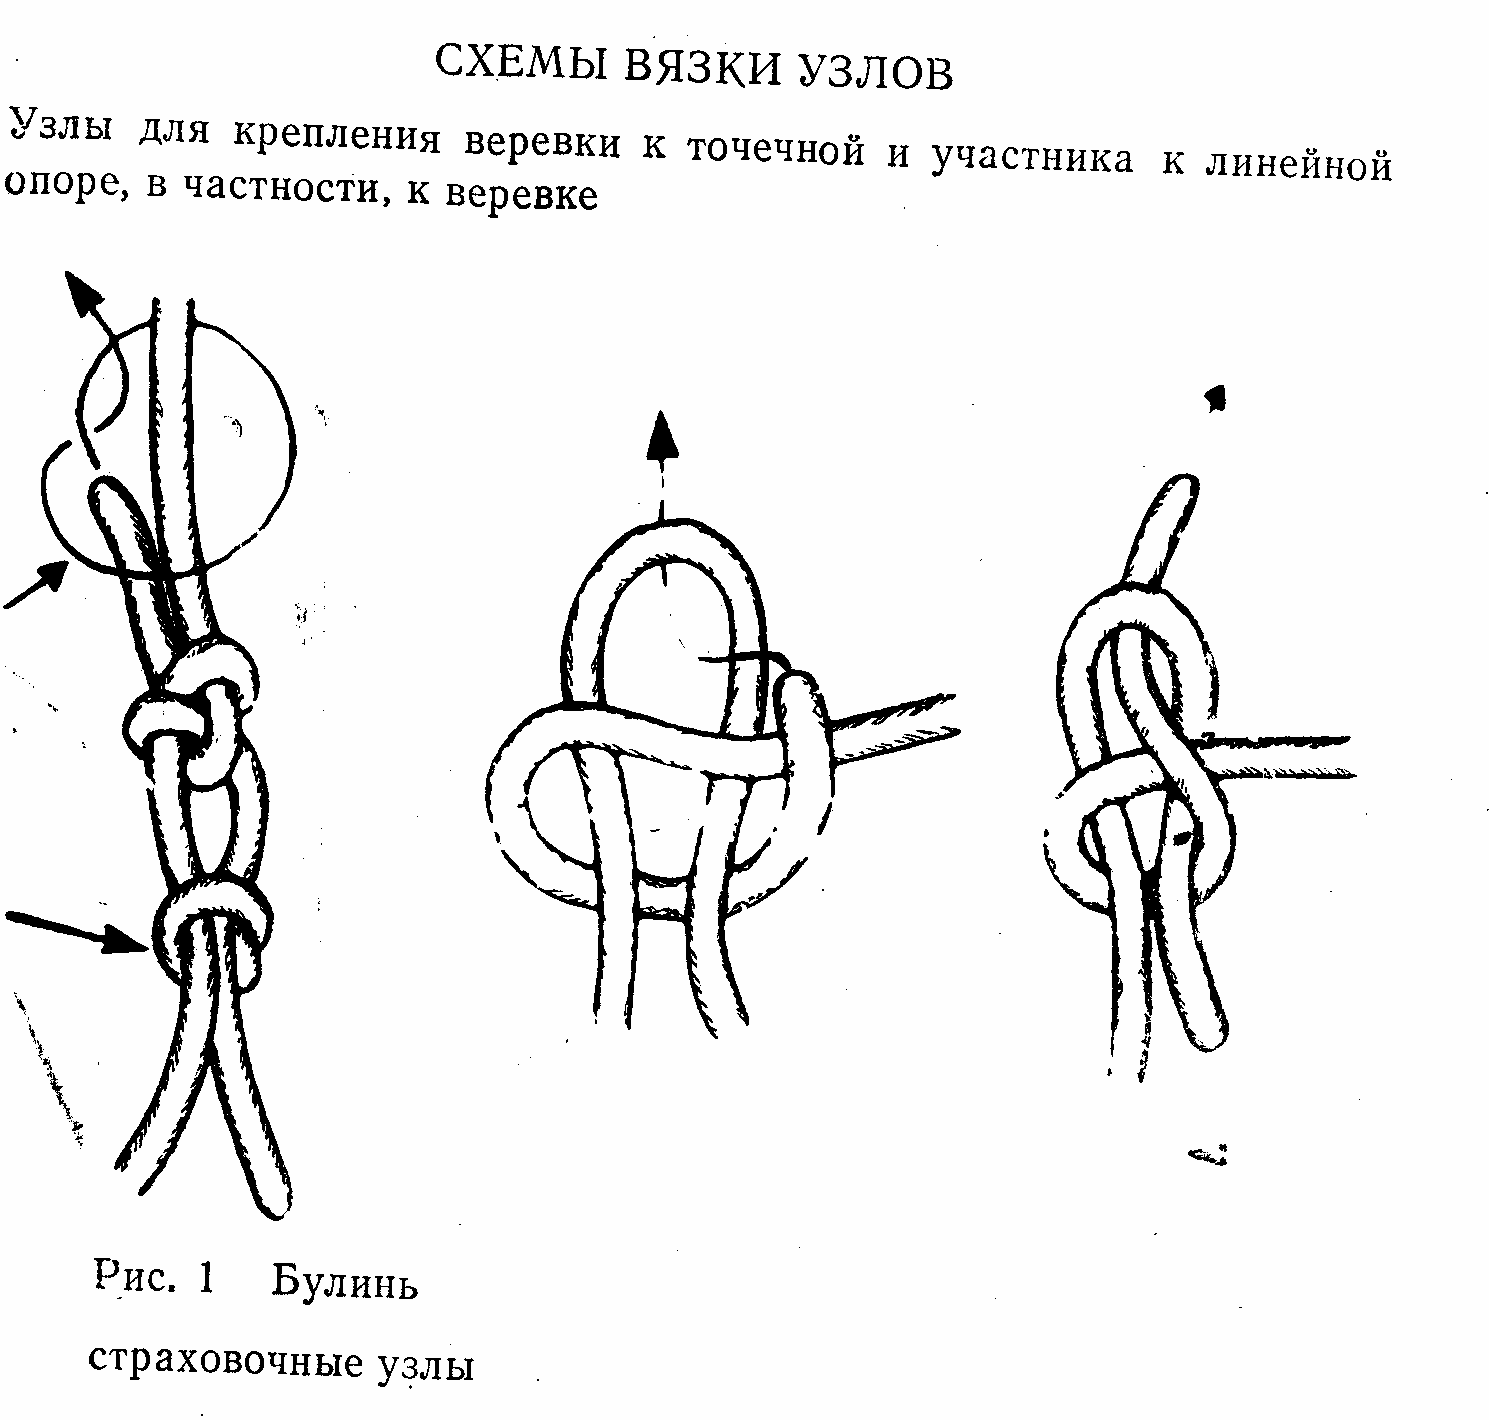 СХЕМЫ ВЯЗКИ УЗЛОВ
Узлы для крепления веревки к точечной и участника к линейной
опоре, в частности, к веревке
Рис. 1 Булинь
страховочные узлы